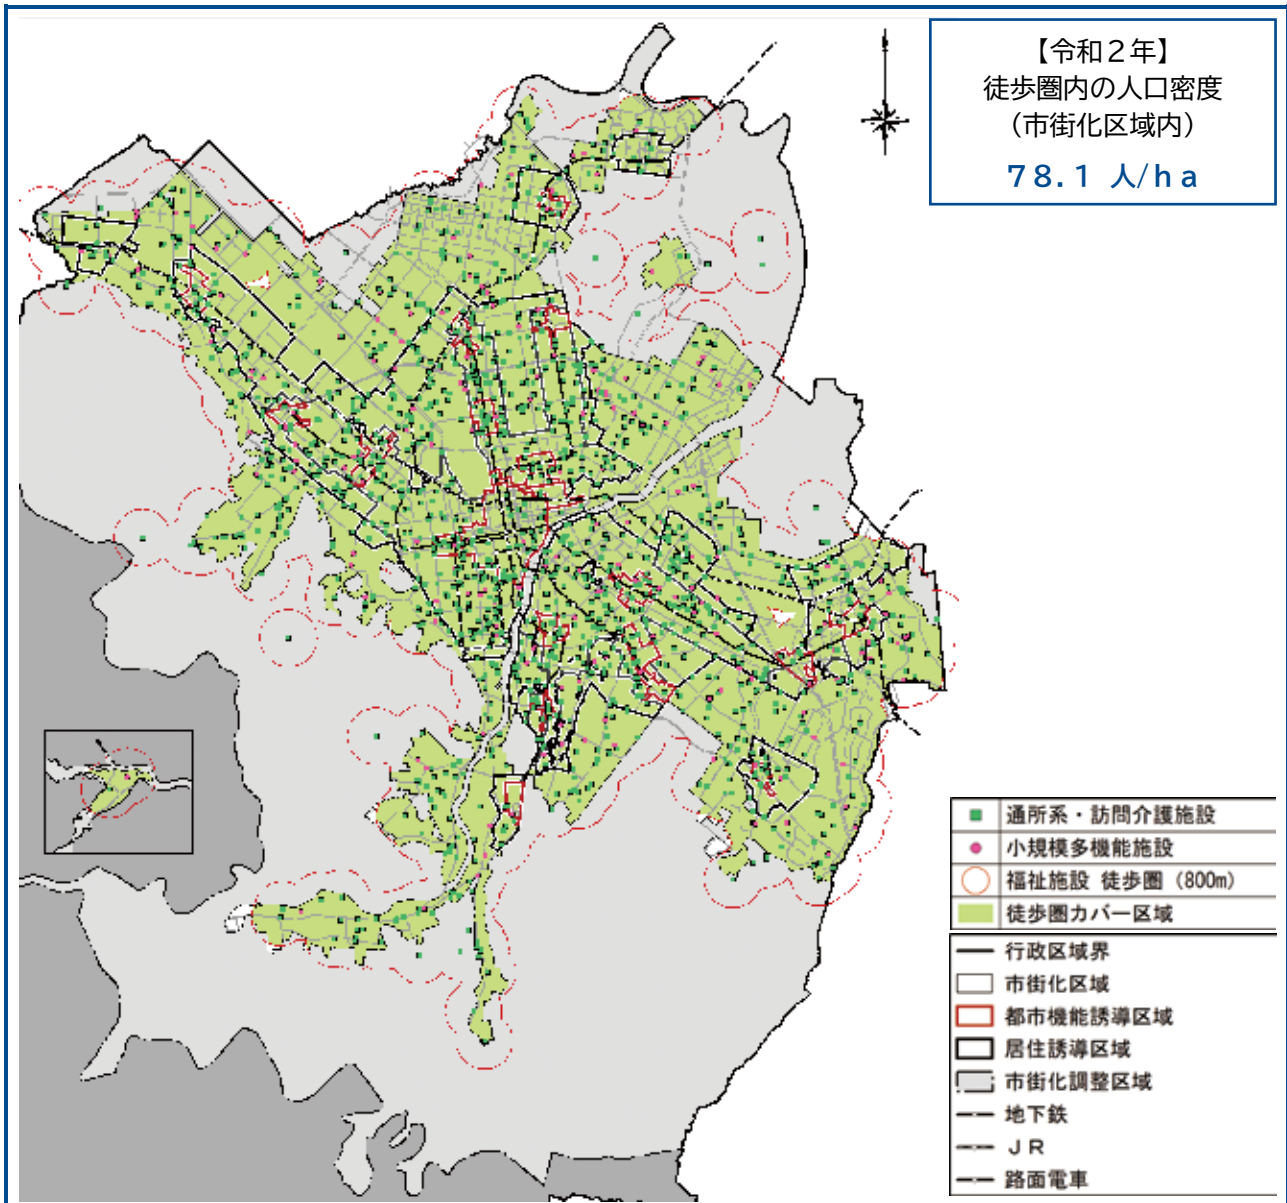 【令和２年】
徒歩圏内の人口密度
（市街化区域内）
７８．１ 人/ｈａ
通所系・訪問介護施設
小規模多機能施設
福祉施設 徒歩圏（800m）
徒歩圏カバー区域
行政区域界
市街化区域
都市機能誘導区域
居住誘導区域
市街化調整区域
地下鉄
ＪＲ
路面電車